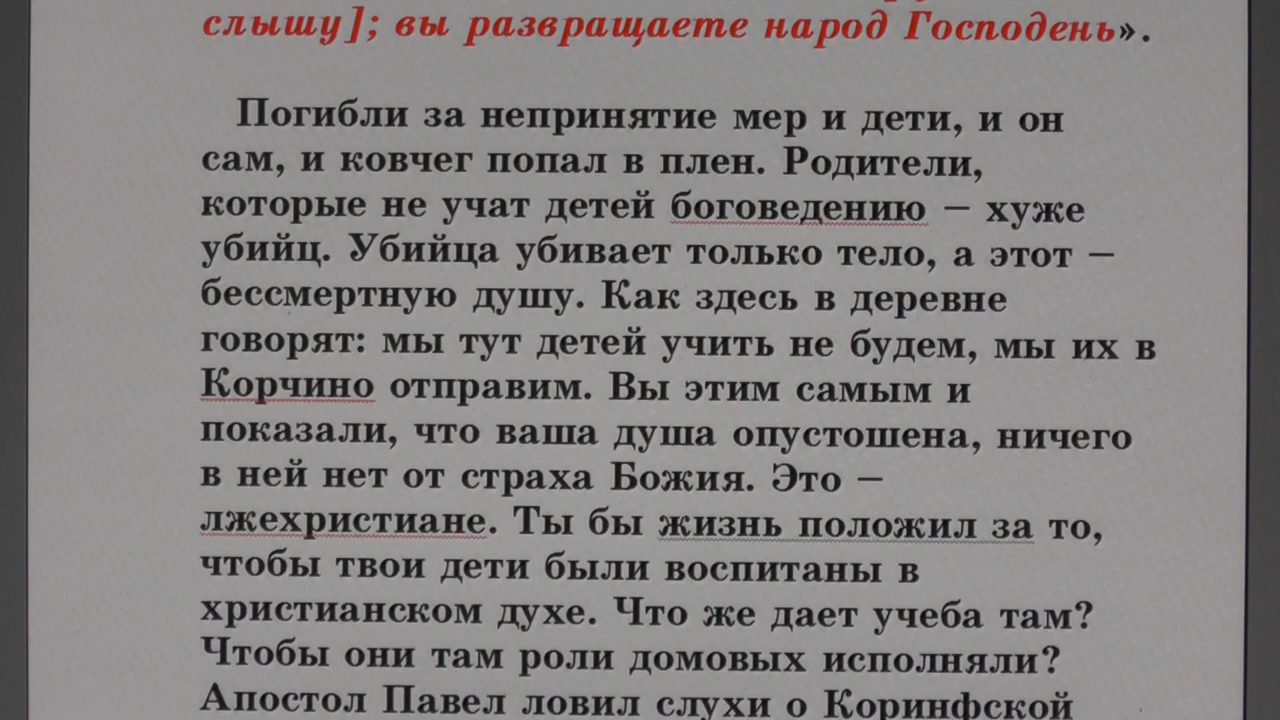 слышу]; вы развращаете народ Господень».
Погибли за непринятие мер и дети, и он
сам, и ковчег попал в плен. Родители,
которые не учат детей боговедению – хуже
убийц. Убийца убивает только тело, а этот –
бессмертную душу. Как здесь в деревне
говорят: мы тут детей учить не будем, мы их в
Корчино отправим. Вы этим самым и
показали, что ваша душа опустошена, ничего
в ней нет от страха Божия. Это –
лжехристиане. Ты бы жизнь положил за то,
чтобы твои дети были воспитаны в
христианском духе. Что же дает учеба там?
Чтобы они там роли домовых исполняли?
Апостол Павел ловил слухи о Коринфской